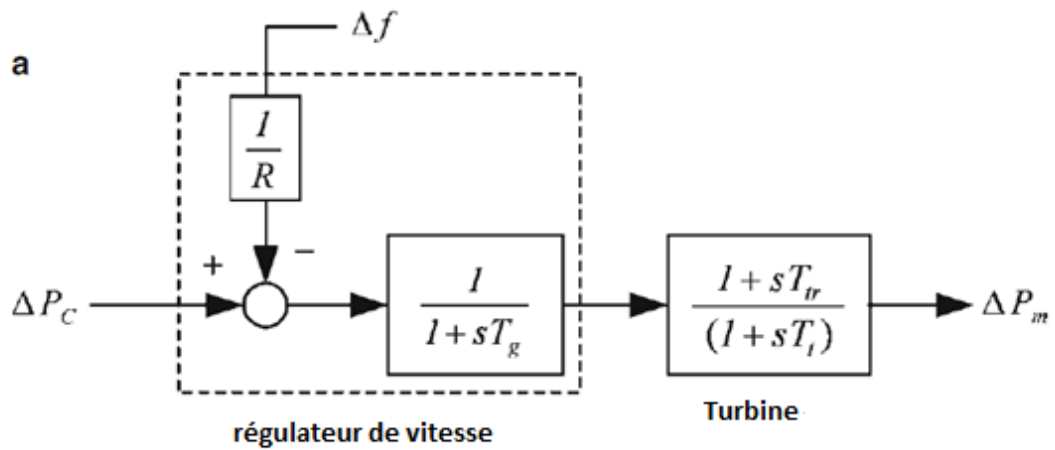 Δf
a
1
R
+
−
ΔP_C
1
1 + sT_g
1 + sT_tr
(1 + sT_t)
ΔP_m
régulateur de vitesse
Turbine